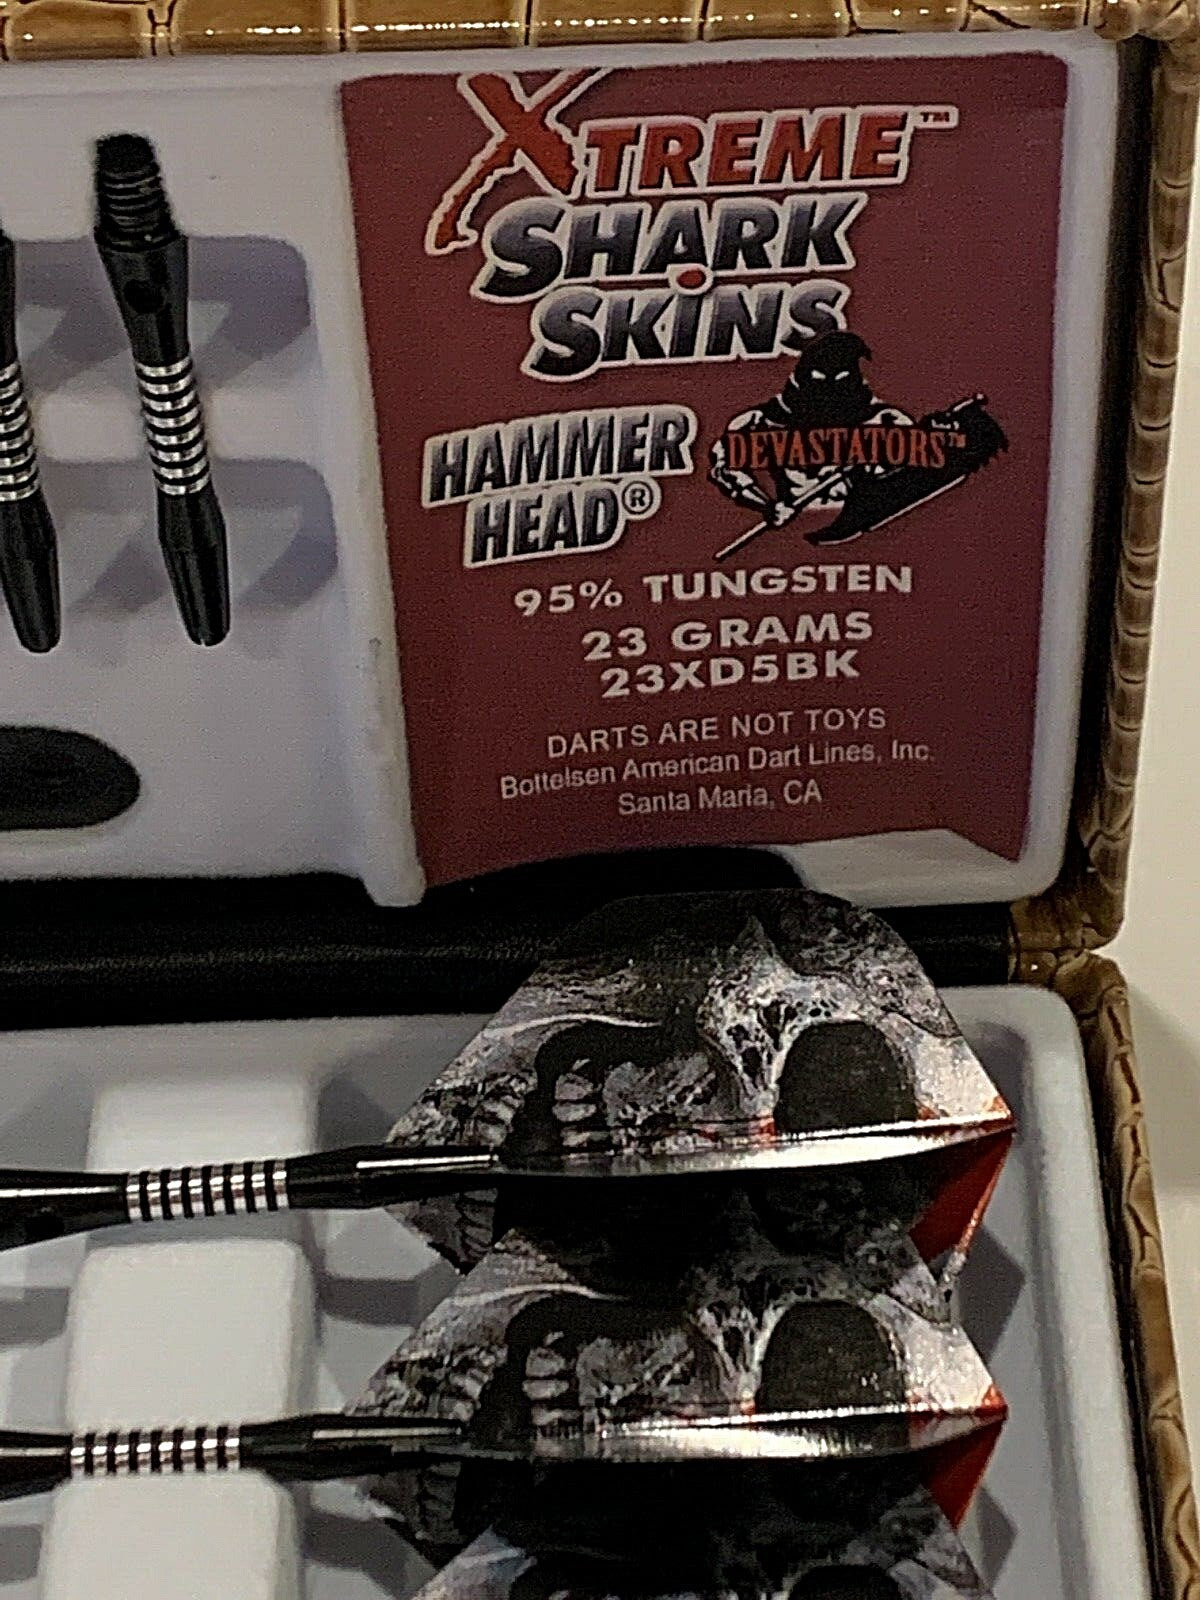 XTREME™
SHARK
SKINS
HAMMER
HEAD®
DEVASTATORS™
95% TUNGSTEN
23 GRAMS
23XD5BK
DARTS ARE NOT TOYS
Bottelsen American Dart Lines, Inc.
Santa Maria, CA